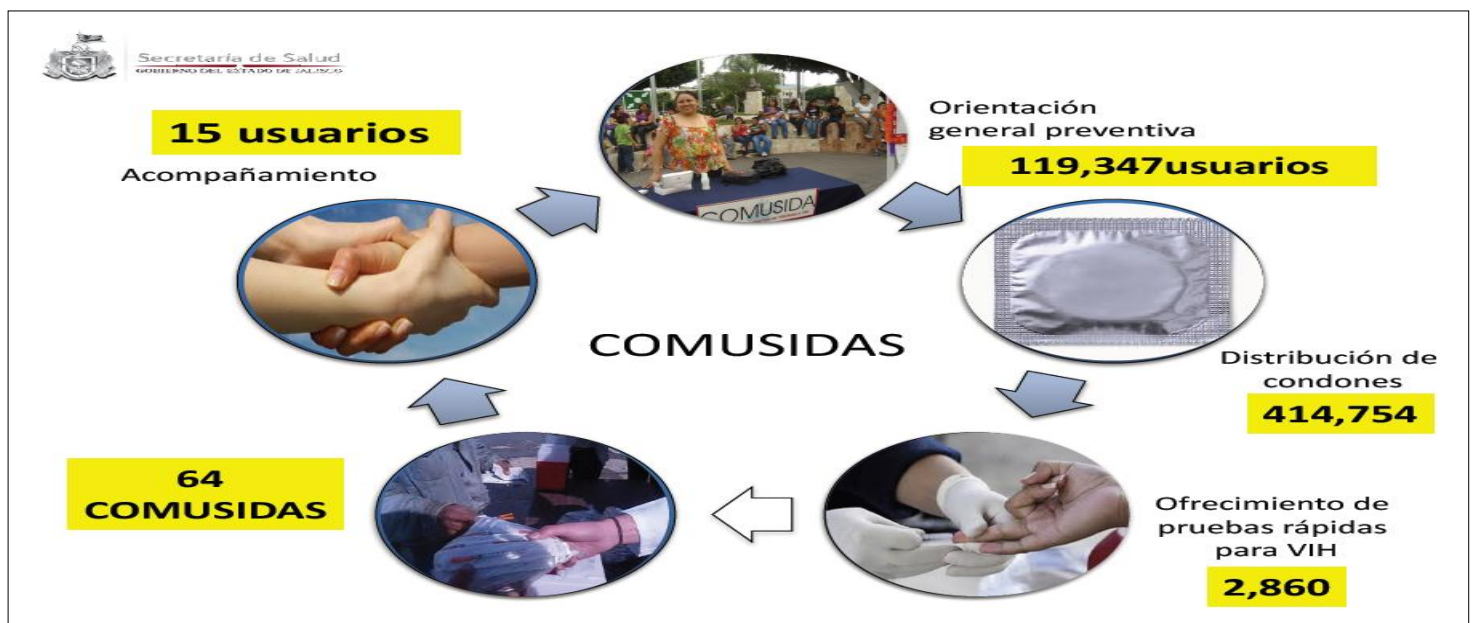 Secretaría de Salud
GOBIERNO DEL ESTADO DE JALISCO
15 usuarios
Acompañamiento
Orientación
general preventiva
119,347usuarios
COMUSIDA
COMUSIDAS
Distribución de
condones
414,754
64
COMUSIDAS
Ofrecimiento de
pruebas rápidas
para VIH
2,860